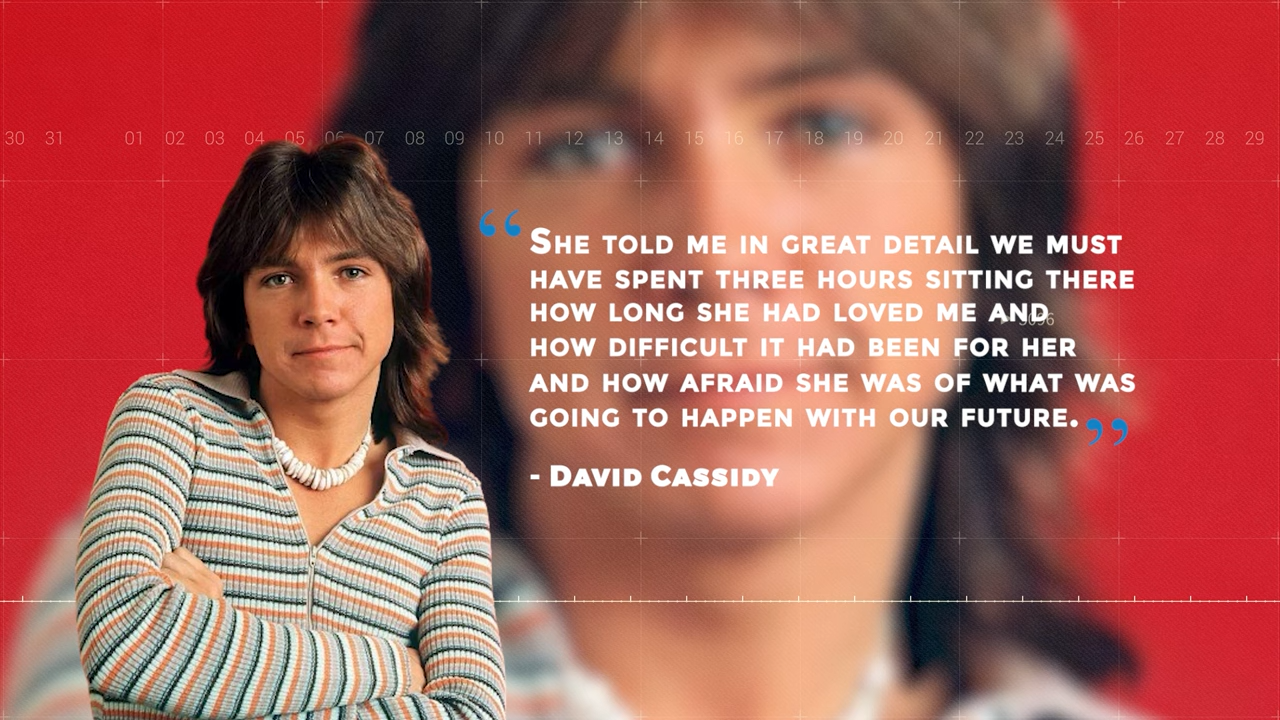 30 31 01 02 03 04 05 06 07 08 09 10 11 12 13 14 15 16 17 18 19 20 21 22 23 24 25 26 27 28 29
“ She told me in great detail we must
have spent three hours sitting there
how long she had loved me and
how difficult it had been for her
and how afraid she was of what was
going to happen with our future. ”
- David Cassidy